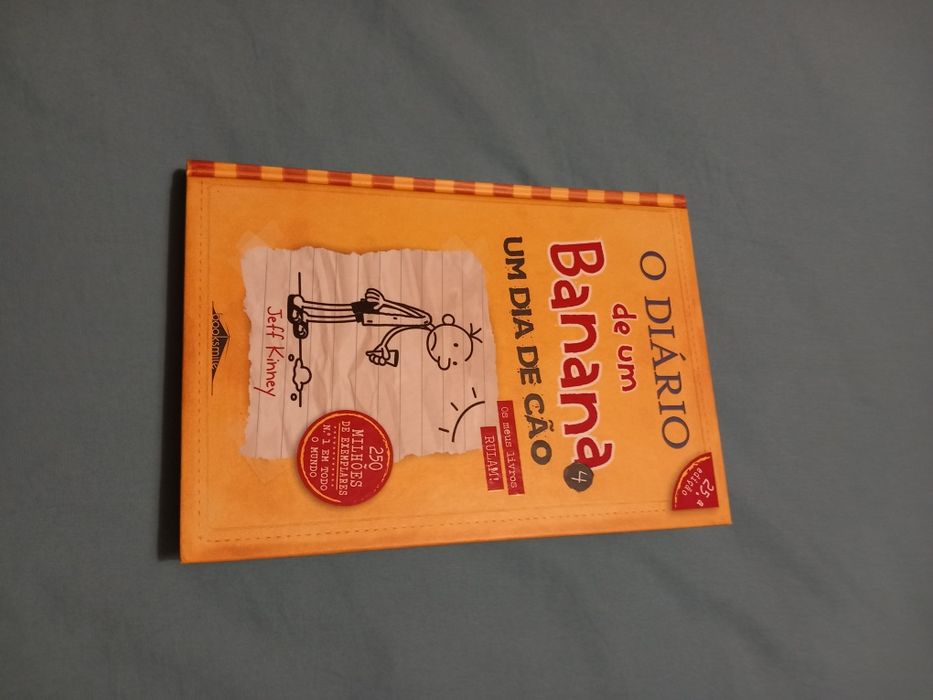 25.ª
edição
O DIÁRIO
de um
Banana
4
UM DIA DE CÃO
Os meus livros
RULAM!
250
MILHÕES
DE EXEMPLARES
N.º 1 EM TODO
O MUNDO
Jeff Kinney
booksmile